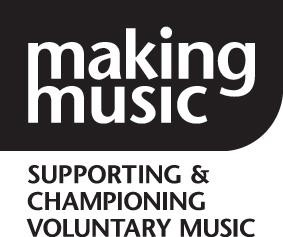 making
music
SUPPORTING &
CHAMPIONING
VOLUNTARY MUSIC